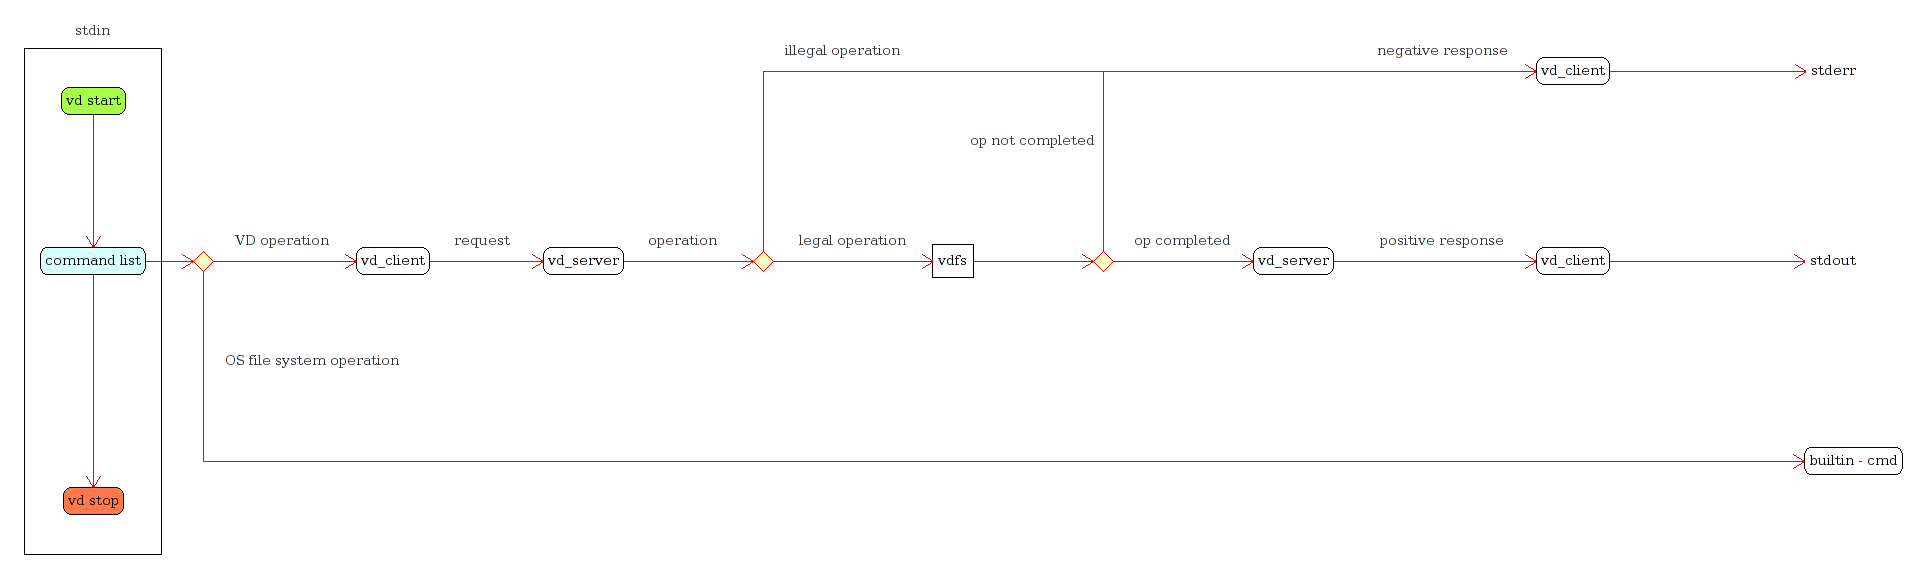 stdin
illegal operation
negative response
vd_client
stderr
vd start
op not completed
VD operation
request
operation
legal operation
op completed
positive response
command list
vd_client
vd_server
vdfs
vd_server
vd_client
stdout
OS file system operation
builtin - cmd
vd stop